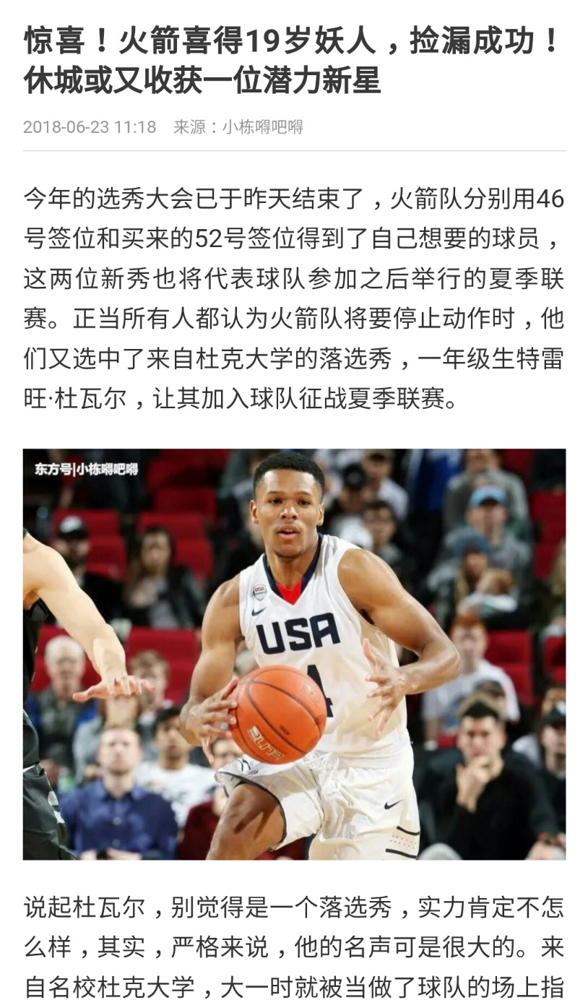 惊喜！火箭喜得19岁妖人，捡漏成功！
休城或又收获一位潜力新星
2018-06-23 11:18 来源：小栋嘚吧嘚
今年的选秀大会已于昨天结束了，火箭队分别用46
号签位和买来的52号签位得到了自己想要的球员，
这两位新秀也将代表球队参加之后举行的夏季联
赛。正当所有人都认为火箭队将要停止动作时，他
们又选中了来自杜克大学的落选秀，一年级生特雷
旺·杜瓦尔，让其加入球队征战夏季联赛。
东方号|小栋嘚吧嘚
USA
4
ELITE
说起杜瓦尔，别觉得是一个落选秀，实力肯定不怎
么样，其实，严格来说，他的名声可是很大的。来
自名校杜克大学，大一时就被当做了球队的场上指